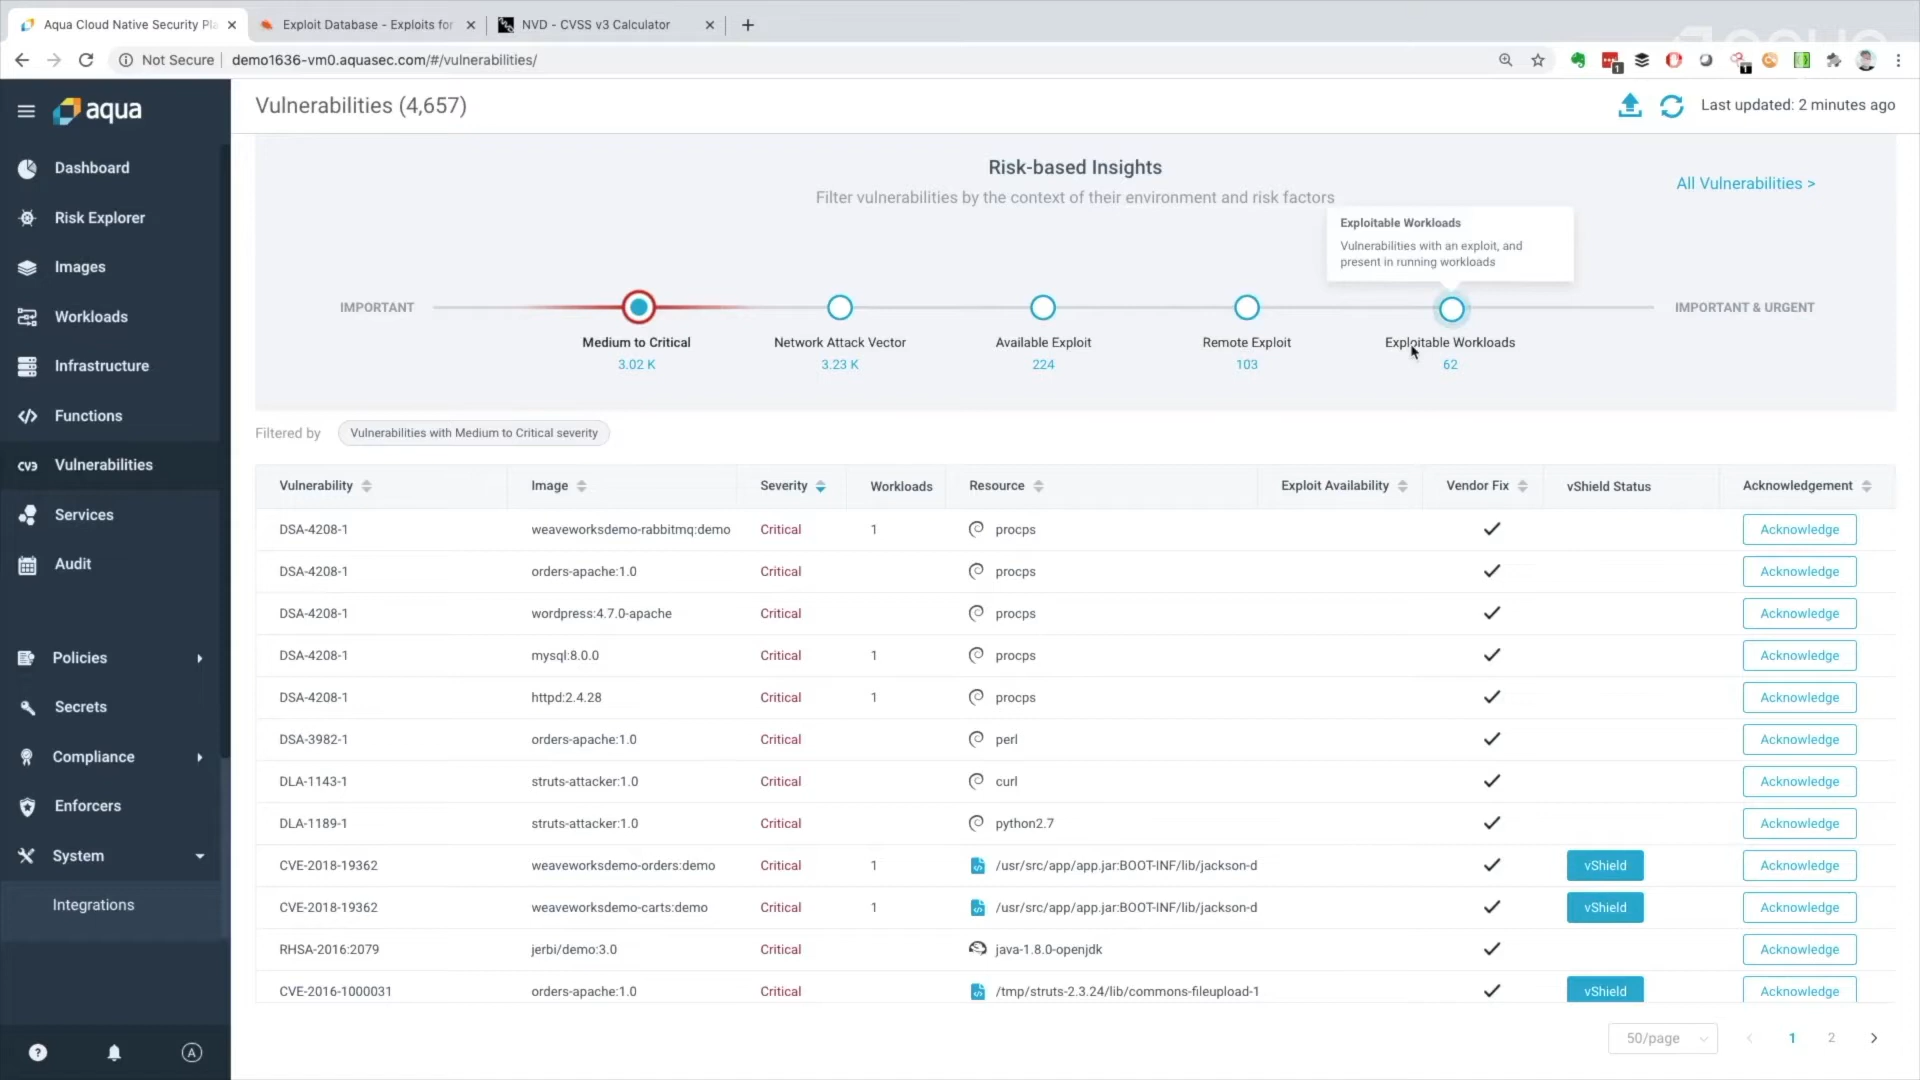 Aqua Cloud Native Security Pla
Exploit Database - Exploits for
NVD - CVSS v3 Calculator
Not Secure
demo1636-vm0.aquasec.com/#/vulnerabilities/
1
1
aqua
Vulnerabilities (4,657)
Last updated: 2 minutes ago
Dashboard
Risk Explorer
Images
Workloads
Infrastructure
Functions
CV3
Vulnerabilities
Services
Audit
Policies
Secrets
Compliance
Enforcers
System
Integrations
?
A
Risk-based Insights
Filter vulnerabilities by the context of their environment and risk factors
All Vulnerabilities >
Exploitable Workloads
Vulnerabilities with an exploit, and
present in running workloads
IMPORTANT
IMPORTANT & URGENT
Medium to Critical
3.02 K
Network Attack Vector
3.23 K
Available Exploit
224
Remote Exploit
103
Exploitable Workloads
62
Filtered by Vulnerabilities with Medium to Critical severity
Vulnerability Image Severity Workloads Resource Exploit Availability Vendor Fix vShield Status Acknowledgement
DSA-4208-1 weaveworksdemo-rabbitmq:demo Critical 1 procps Acknowledge
DSA-4208-1 orders-apache:1.0 Critical procps Acknowledge
DSA-4208-1 wordpress:4.7.0-apache Critical procps Acknowledge
DSA-4208-1 mysql:8.0.0 Critical 1 procps Acknowledge
DSA-4208-1 httpd:2.4.28 Critical 1 procps Acknowledge
DSA-3982-1 orders-apache:1.0 Critical perl Acknowledge
DLA-1143-1 struts-attacker:1.0 Critical curl Acknowledge
DLA-1189-1 struts-attacker:1.0 Critical python2.7 Acknowledge
CVE-2018-19362 weaveworksdemo-orders:demo Critical 1 /usr/src/app/app.jar:BOOT-INF/lib/jackson-d vShield Acknowledge
CVE-2018-19362 weaveworksdemo-carts:demo Critical 1 /usr/src/app/app.jar:BOOT-INF/lib/jackson-d vShield Acknowledge
RHSA-2016:2079 jerbi/demo:3.0 Critical java-1.8.0-openjdk Acknowledge
CVE-2016-1000031 orders-apache:1.0 Critical /tmp/struts-2.3.24/lib/commons-fileupload-1 vShield Acknowledge
50/page
1
2